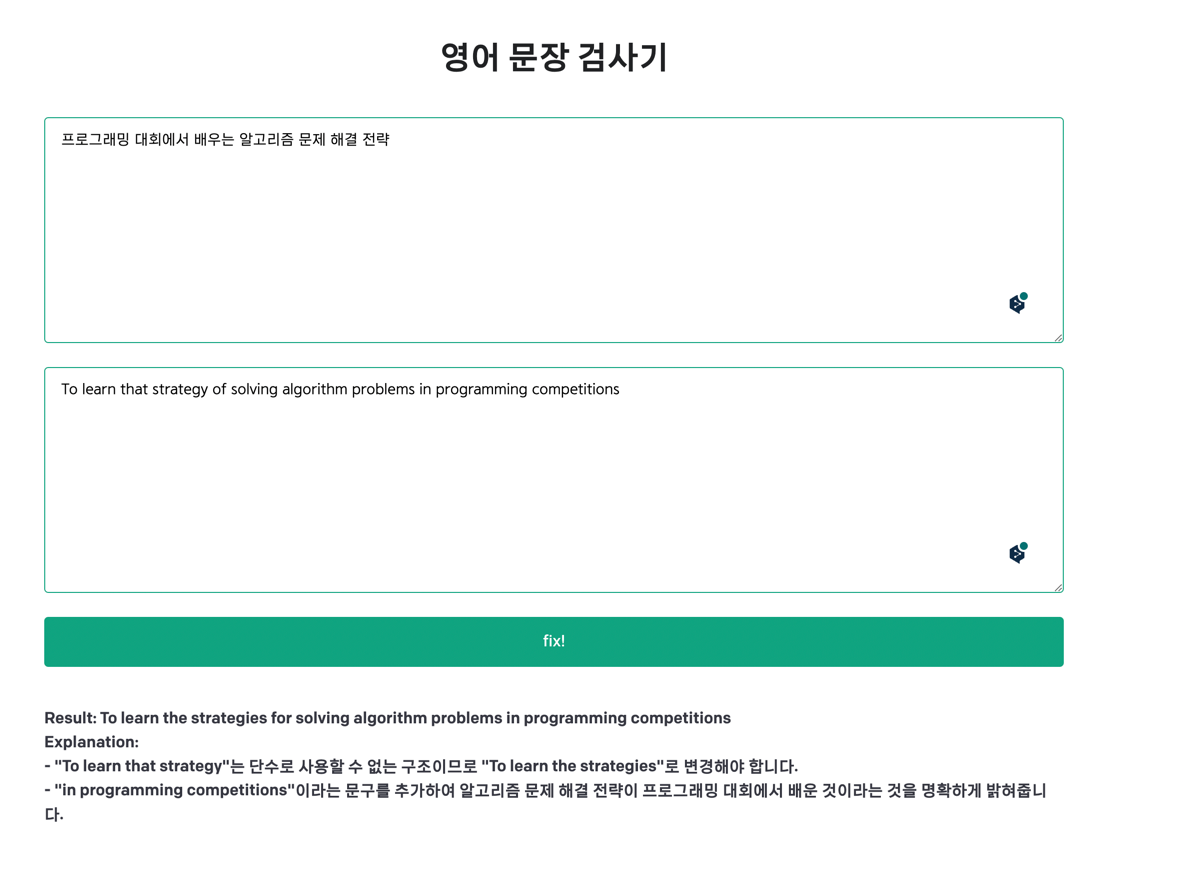 영어 문장 검사기
프로그래밍 대회에서 배우는 알고리즘 문제 해결 전략
To learn that strategy of solving algorithm problems in programming competitions
fix!
Result: To learn the strategies for solving algorithm problems in programming competitions
Explanation:
- "To learn that strategy"는 단수로 사용할 수 없는 구조이므로 "To learn the strategies"로 변경해야 합니다.
- "in programming competitions"이라는 문구를 추가하여 알고리즘 문제 해결 전략이 프로그래밍 대회에서 배운 것이라는 것을 명확하게 밝혀줍니
다.